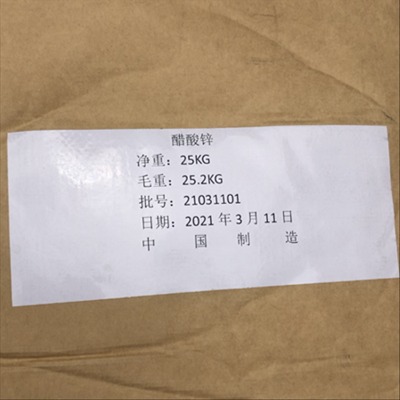 醋酸锌
净重：25KG
毛重：25.2KG
批号：21031101
日期：2021 年 3 月 11 日
中 国 制 造